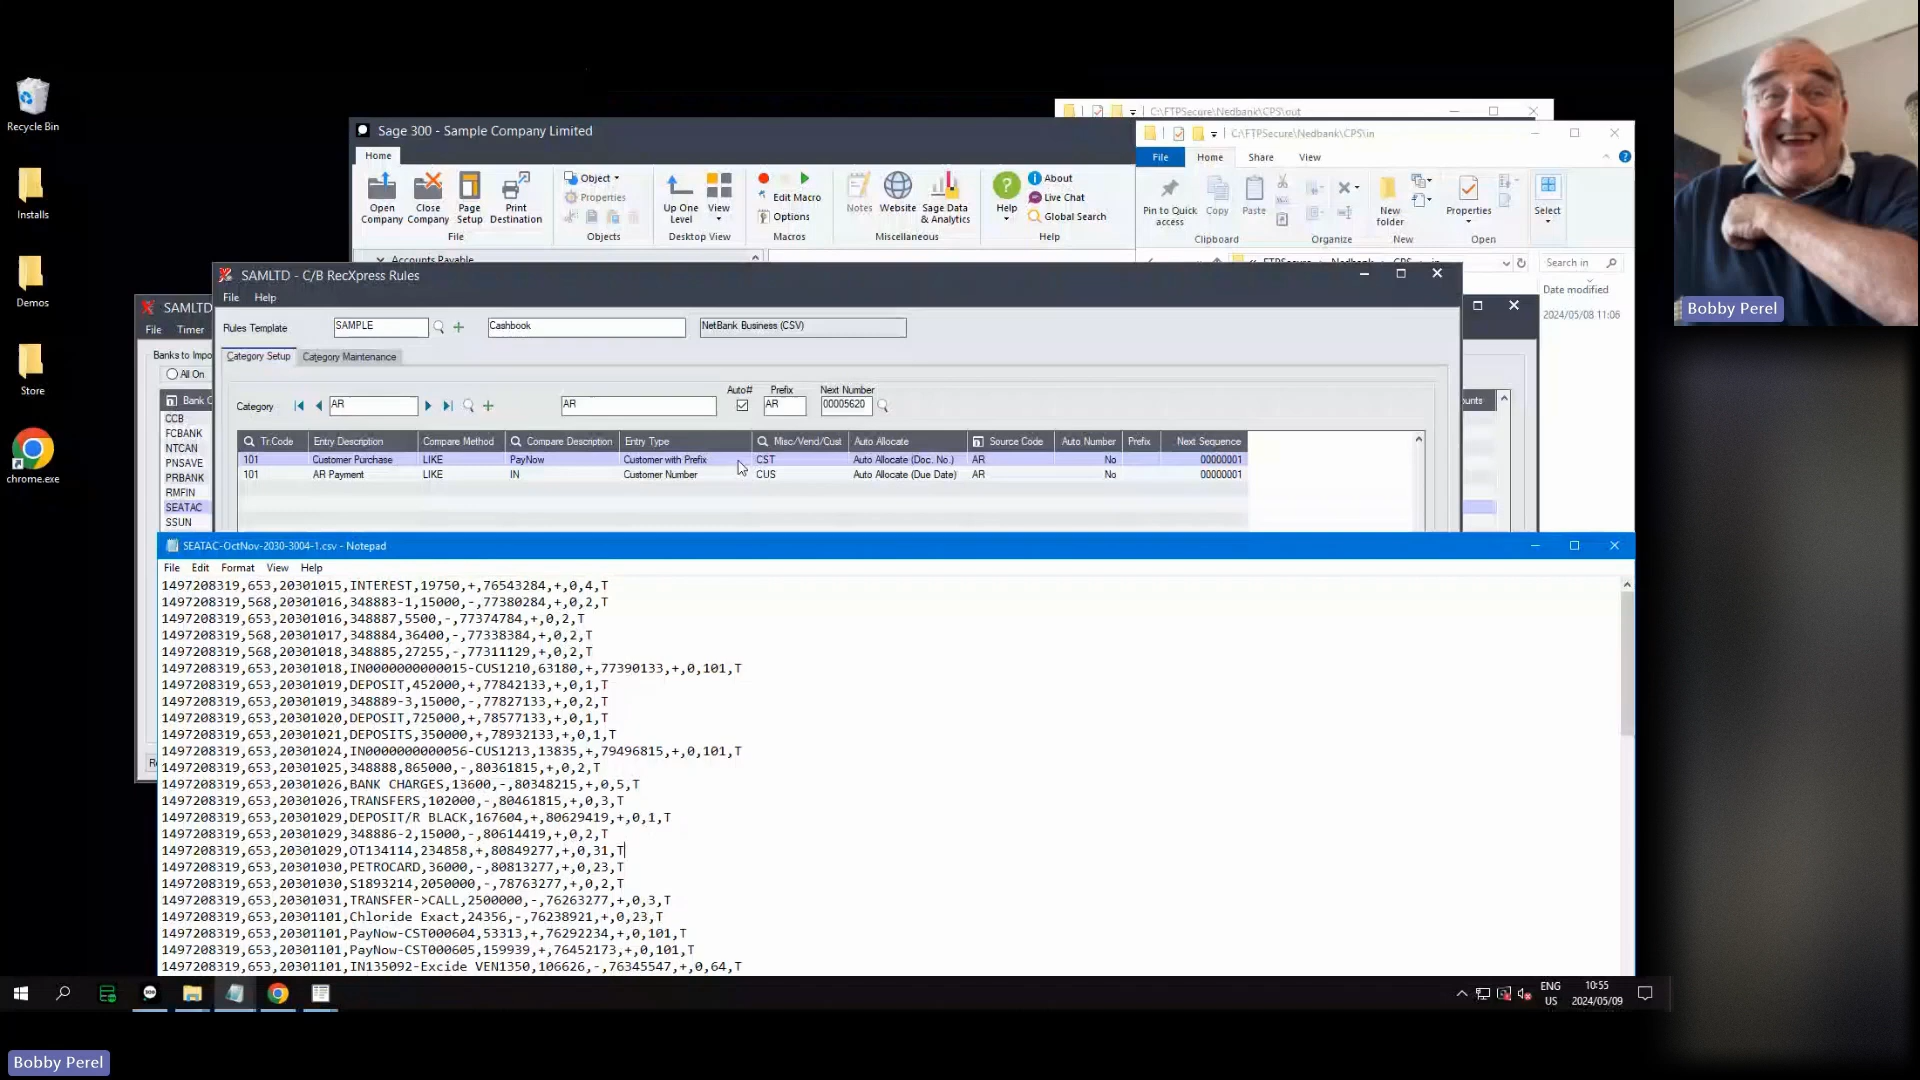 Recycle Bin
Installs
Demos
Store
chrome.exe
C:\FTPSecure\Nedbank\CPS\out
Sage 300 - Sample Company Limited
Home
Open Company
Close Company
Page Setup
Print Destination
File
Object
Properties
Objects
Up One Level
View
Desktop View
Edit Macro
Options
Macros
Notes
Website
Sage Data & Analytics
Miscellaneous
Help
About
Live Chat
Global Search
Help
Accounts Payable
C:\FTPSecure\Nedbank\CPS\in
File Home Share View
Pin to Quick access
Copy
Paste
Clipboard
Organize
New folder
New
Properties
Open
Select
Search in
Date modified
2024/05/08 11:06
Bobby Perel
SAMLTD
File Timer
Banks to Impo
All On
Bank C
CCB
FCBANK
NTCAN
PNSAVE
PRBANK
RMFIN
SEATAC
SSUN
SAMLTD - C/B RecXpress Rules
File Help
Rules Template SAMPLE Cashbook NetBank Business (CSV)
Category Setup Category Maintenance
Auto# Prefix Next Number
Category AR AR AR 00005620
Tr.Code Entry Description Compare Method Compare Description Entry Type Misc/Vend/Cust Auto Allocate Source Code Auto Number Prefix Next Sequence
101 Customer Purchase LIKE PayNow Customer with Prefix CST Auto Allocate (Doc. No.) AR No 00000001
101 AR Payment LIKE IN Customer Number CUS Auto Allocate (Due Date) AR No 00000001
ounts
SEATAC-OctNov-2030-3004-1.csv - Notepad
File Edit Format View Help
1497208319,653,20301015,INTEREST,19750,+,76543284,+,0,4,T
1497208319,568,20301016,348883-1,15000,-,77380284,+,0,2,T
1497208319,653,20301016,348887,5500,-,77374784,+,0,2,T
1497208319,568,20301017,348884,36400,-,77338384,+,0,2,T
1497208319,568,20301018,348885,27255,-,77311129,+,0,2,T
1497208319,653,20301018,IN0000000000015-CUS1210,63180,+,77390133,+,0,101,T
1497208319,653,20301019,DEPOSIT,452000,+,77842133,+,0,1,T
1497208319,653,20301019,348889-3,15000,-,77827133,+,0,2,T
1497208319,653,20301020,DEPOSIT,725000,+,78577133,+,0,1,T
1497208319,653,20301021,DEPOSITS,350000,+,78932133,+,0,1,T
1497208319,653,20301024,IN0000000000056-CUS1213,13835,+,79496815,+,0,101,T
1497208319,653,20301025,348888,865000,-,80361815,+,0,2,T
1497208319,653,20301026,BANK CHARGES,13600,-,80348215,+,0,5,T
1497208319,653,20301026,TRANSFERS,102000,-,80461815,+,0,3,T
1497208319,653,20301029,DEPOSIT/R BLACK,167604,+,80629419,+,0,1,T
1497208319,653,20301029,348886-2,15000,-,80614419,+,0,2,T
1497208319,653,20301029,OT134114,234858,+,80849277,+,0,31,T
1497208319,653,20301030,PETROCARD,36000,-,80813277,+,0,23,T
1497208319,653,20301030,S1893214,2050000,-,78763277,+,0,2,T
1497208319,653,20301031,TRANSFER->CALL,2500000,-,76263277,+,0,3,T
1497208319,653,20301101,Chloride Exact,24356,-,76238921,+,0,23,T
1497208319,653,20301101,PayNow-CST000604,53313,+,76292234,+,0,101,T
1497208319,653,20301101,PayNow-CST000605,159939,+,76452173,+,0,101,T
1497208319,653,20301101,IN135092-Excide VEN1350,106626,-,76345547,+,0,64,T
ENG
US
10:55
2024/05/09
Bobby Perel